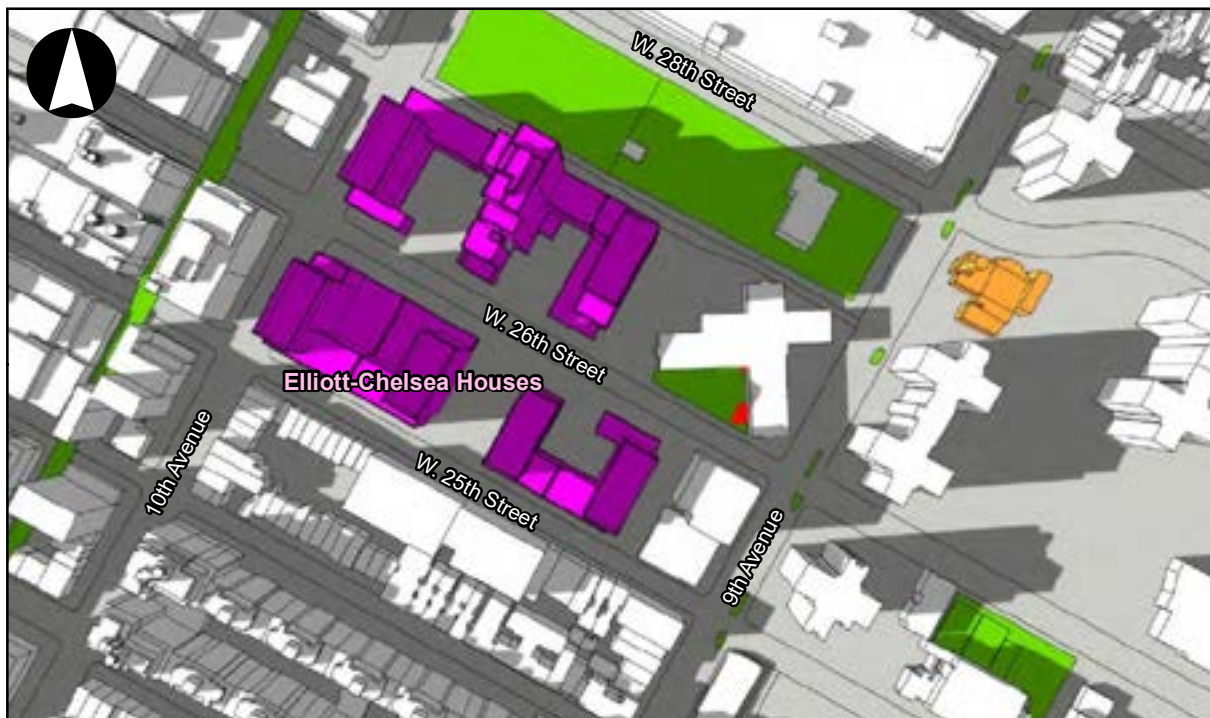 W. 28th Street
W. 26th Street
Elliott-Chelsea Houses
W. 25th Street
10th Avenue
9th Avenue